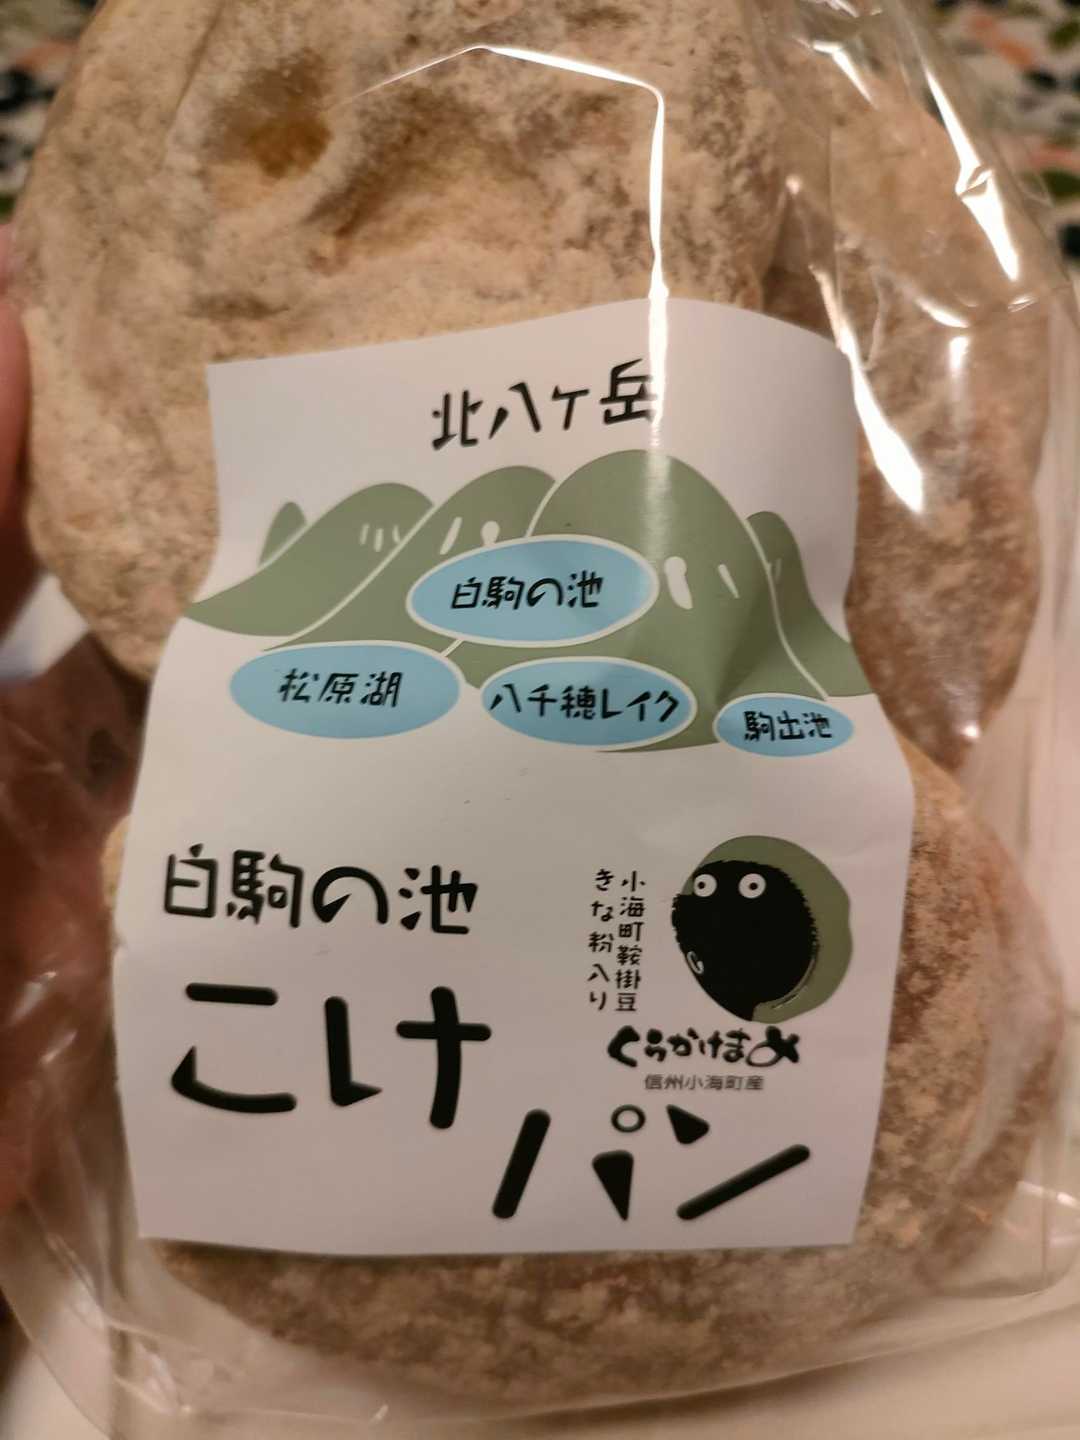 北八ヶ岳
白駒の池
松原湖
八千穂レイク
駒出池
白駒の池
こけ
パン
小海町鞍掛豆
きな粉入り
くらかけまめ
信州小海町産